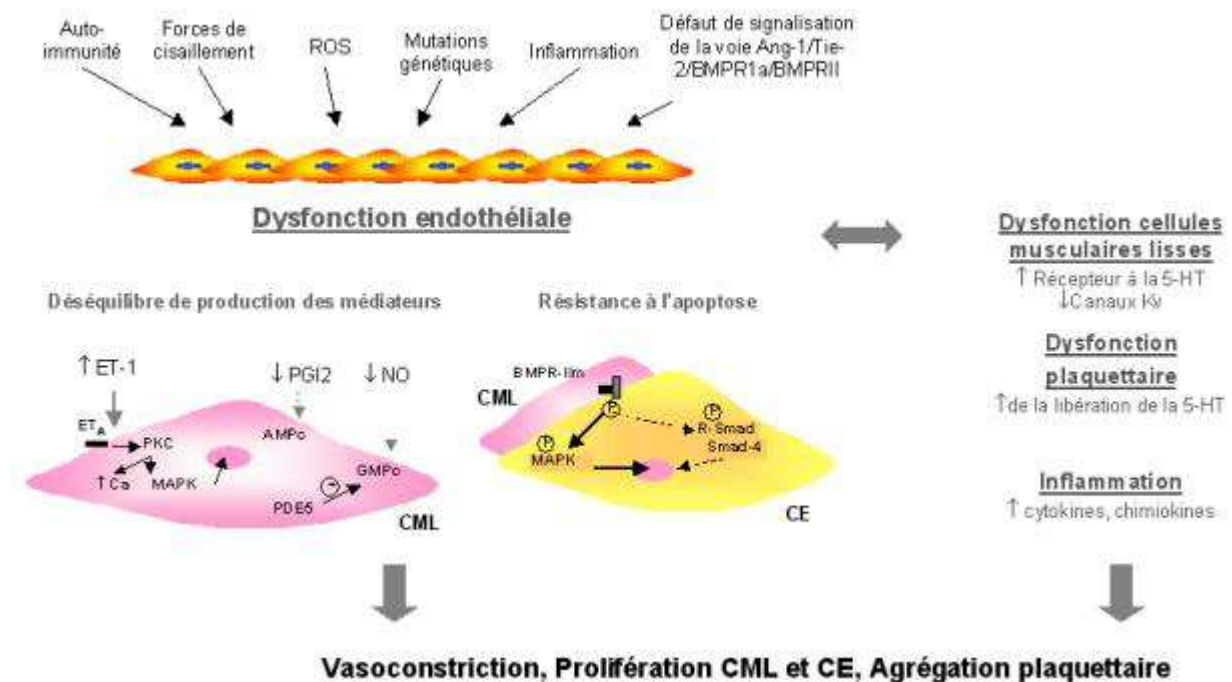 Auto-
immunité
Forces de
cisaillement
ROS
Mutations
génétiques
Inflammation
Défaut de signalisation
de la voie Ang-1/Tie-
2/BMPR1a/BMPRII
Dysfonction endothéliale
Déséquilibre de production des médiateurs
Résistance à l'apoptose
↑ ET-1
↓ PGI2
↓ NO
ETA
PKC
↑ Ca
MAPK
AMPc
GMPc
PDE5
-
CML
CML
BMPR-IIm
P
P
MAPK
P
R-Smad
Smad-4
CE
Dysfonction cellules
musculaires lisses
↑ Récepteur à la 5-HT
↓Canaux Kv
Dysfonction
plaquettaire
↑de la libération de la 5-HT
Inflammation
↑ cytokines, chimiokines
Vasoconstriction, Prolifération CML et CE, Agrégation plaquettaire